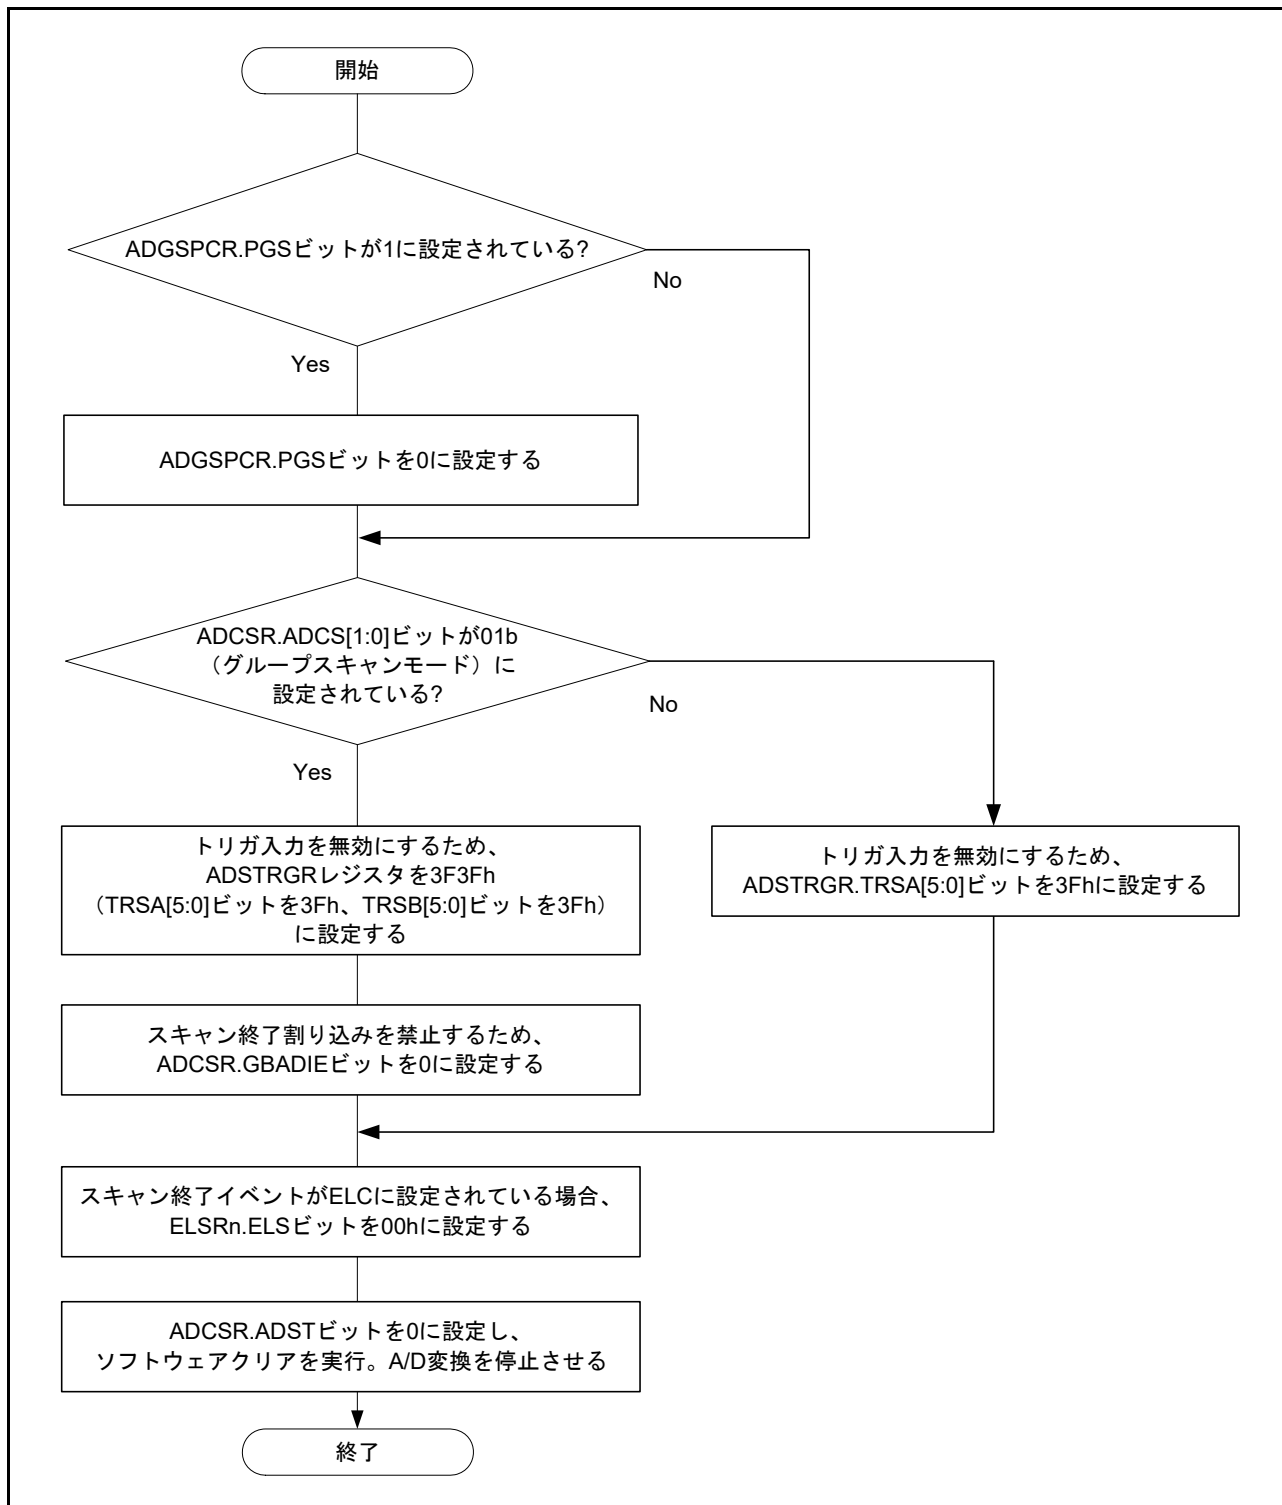 開始
ADGSPCR.PGSビットが1に設定されている?
No
Yes
ADGSPCR.PGSビットを0に設定する
ADCSR.ADCS[1:0]ビットが01b
（グループスキャンモード）に
設定されている?
No
Yes
トリガ入力を無効にするため、
ADSTRGRレジスタを3F3Fh
（TRSA[5:0]ビットを3Fh、TRSB[5:0]ビットを3Fh）
に設定する
トリガ入力を無効にするため、
ADSTRGR.TRSA[5:0]ビットを3Fhに設定する
スキャン終了割り込みを禁止するため、
ADCSR.GBADIEビットを0に設定する
スキャン終了イベントがELCに設定されている場合、
ELSRn.ELSビットを00hに設定する
ADCSR.ADSTビットを0に設定し、
ソフトウェアクリアを実行。A/D変換を停止させる
終了